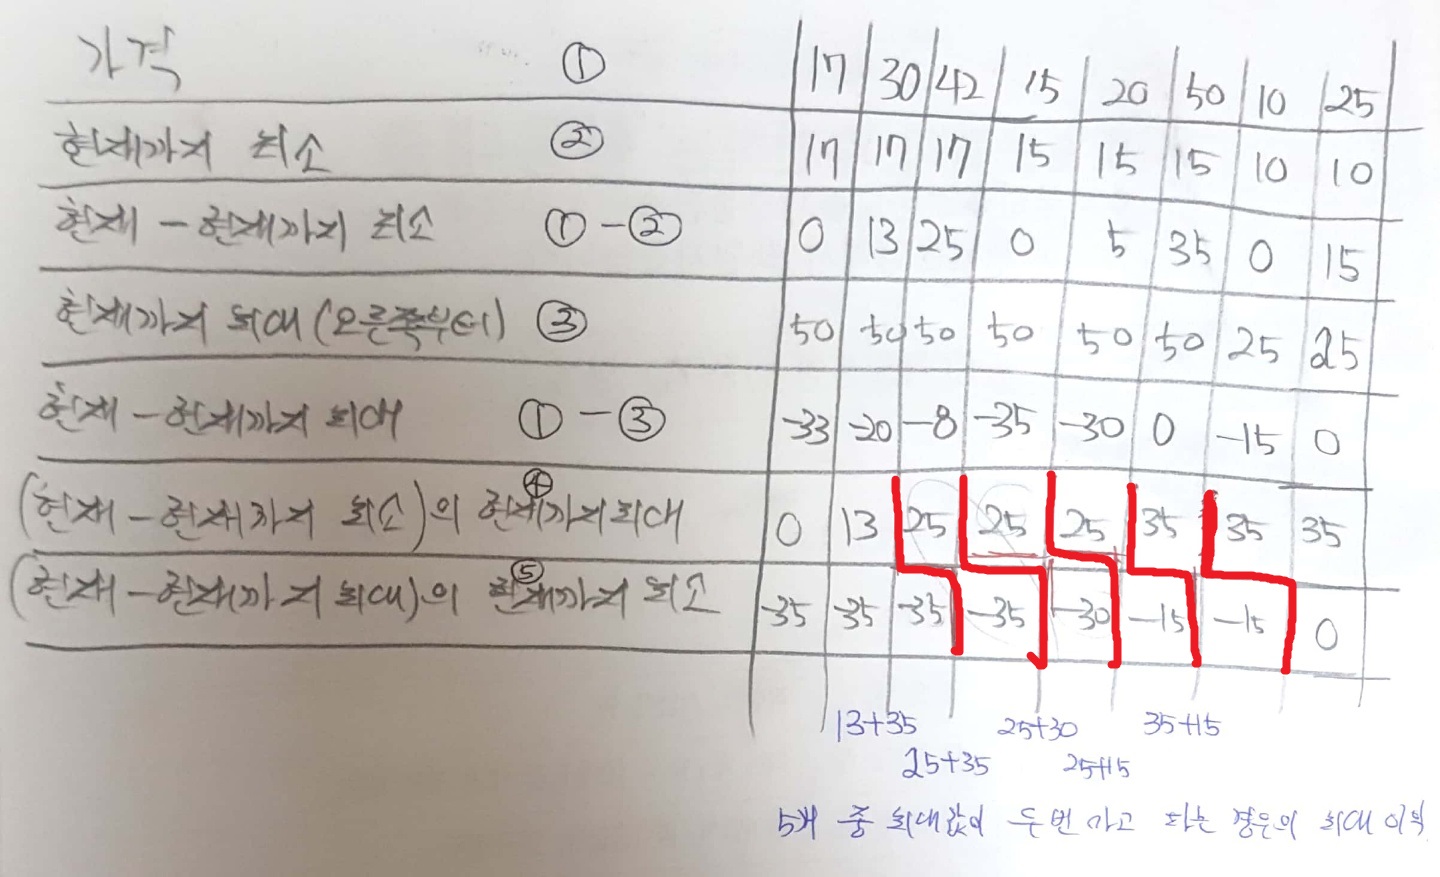 가격 ① 17 30 42 15 20 50 10 25
현재까지 최소 ② 17 17 17 15 15 15 10 10
현재 - 현재까지 최소 ① - ② 0 13 25 0 5 35 0 15
현재까지 최대 (오른쪽부터) ③ 50 50 50 50 50 50 25 25
현재 - 현재까지 최대 ① - ③ -33 -20 -8 -35 -30 0 -15 0
(현재 - 현재까지 최소)의 현재까지 최대 ④ 0 13 25 25 25 35 35 35
(현재 - 현재까지 최대)의 현재까지 최소 ⑤ -35 -35 -35 -35 -30 -15 -15 0
13+35 25+30 35+15
25+35 25+15
5개 중 최대값이 두번 사고 파는 경우의 최대 이익